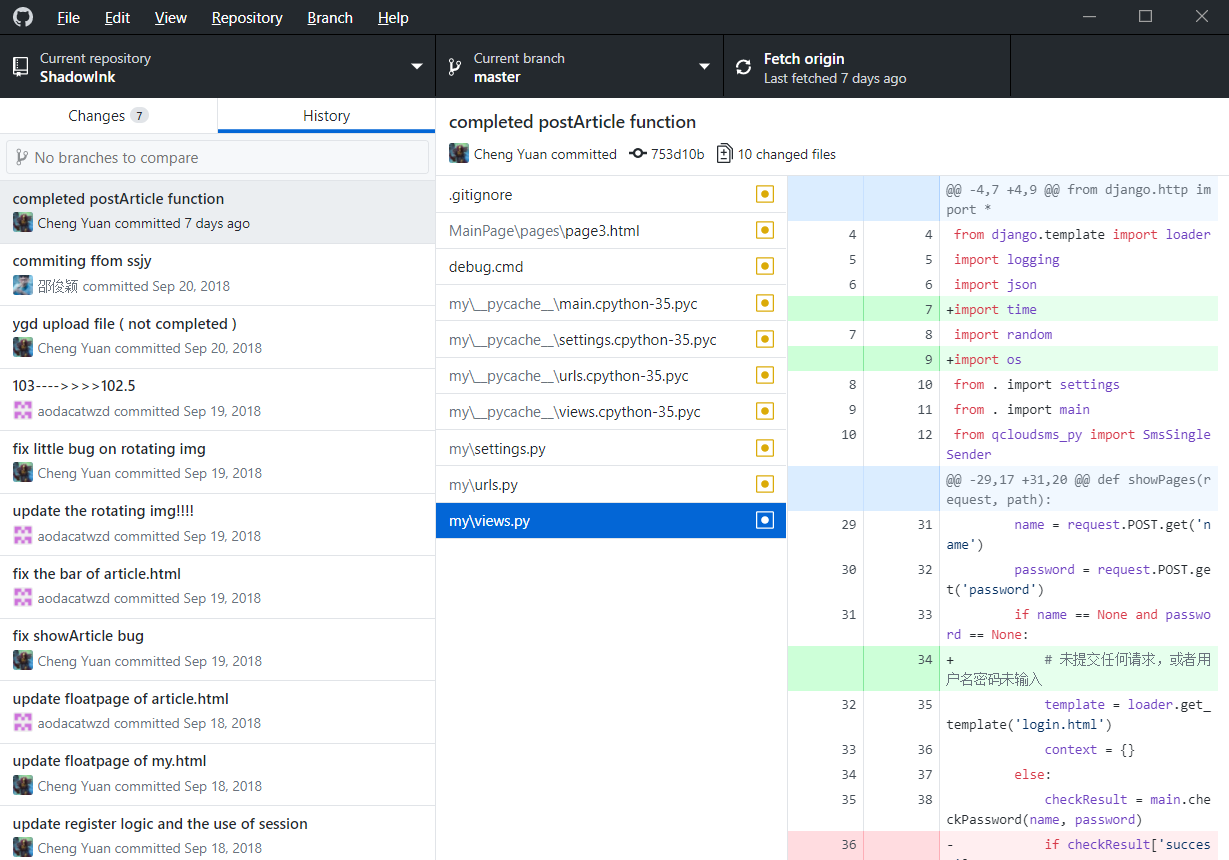 File Edit View Repository Branch Help
Current repository
ShadowInk
Current branch
master
Fetch origin
Last fetched 7 days ago
Changes 7
History
No branches to compare
completed postArticle function
Cheng Yuan committed 7 days ago
commiting ffom ssjy
邵俊颖 committed Sep 20, 2018
ygd upload file ( not completed )
Cheng Yuan committed Sep 20, 2018
103---->>>>102.5
aodacatwzd committed Sep 19, 2018
fix little bug on rotating img
Cheng Yuan committed Sep 19, 2018
update the rotating img!!!!
aodacatwzd committed Sep 19, 2018
fix the bar of article.html
aodacatwzd committed Sep 19, 2018
fix showArticle bug
Cheng Yuan committed Sep 19, 2018
update floatpage of article.html
aodacatwzd committed Sep 18, 2018
update floatpage of my.html
Cheng Yuan committed Sep 18, 2018
update register logic and the use of session
Cheng Yuan committed Sep 18, 2018
completed postArticle function
Cheng Yuan committed 753d10b 10 changed files
.gitignore
MainPage\pages\page3.html
debug.cmd
my\__pycache__\main.cpython-35.pyc
my\__pycache__\settings.cpython-35.pyc
my\__pycache__\urls.cpython-35.pyc
my\__pycache__\views.cpython-35.pyc
my\settings.py
my\urls.py
my\views.py
@@ -4,7 +4,9 @@ from django.http im
port *
4 4 from django.template import loader
5 5 import logging
6 6 import json
7 +import time
7 8 import random
9 +import os
8 10 from . import settings
9 11 from . import main
10 12 from qcloudsms_py import SmsSingle
Sender
@@ -29,17 +31,20 @@ def showPages(r
equest, path):
29 31 name = request.POST.get('n
ame')
30 32 password = request.POST.ge
t('password')
31 33 if name == None and passwo
rd == None:
34 + # 未提交任何请求，或者用
户名密码未输入
32 35 template = loader.get_
template('login.html')
33 36 context = {}
34 37 else:
35 38 checkResult = main.che
ckPassword(name, password)
36 - if checkResult['succes